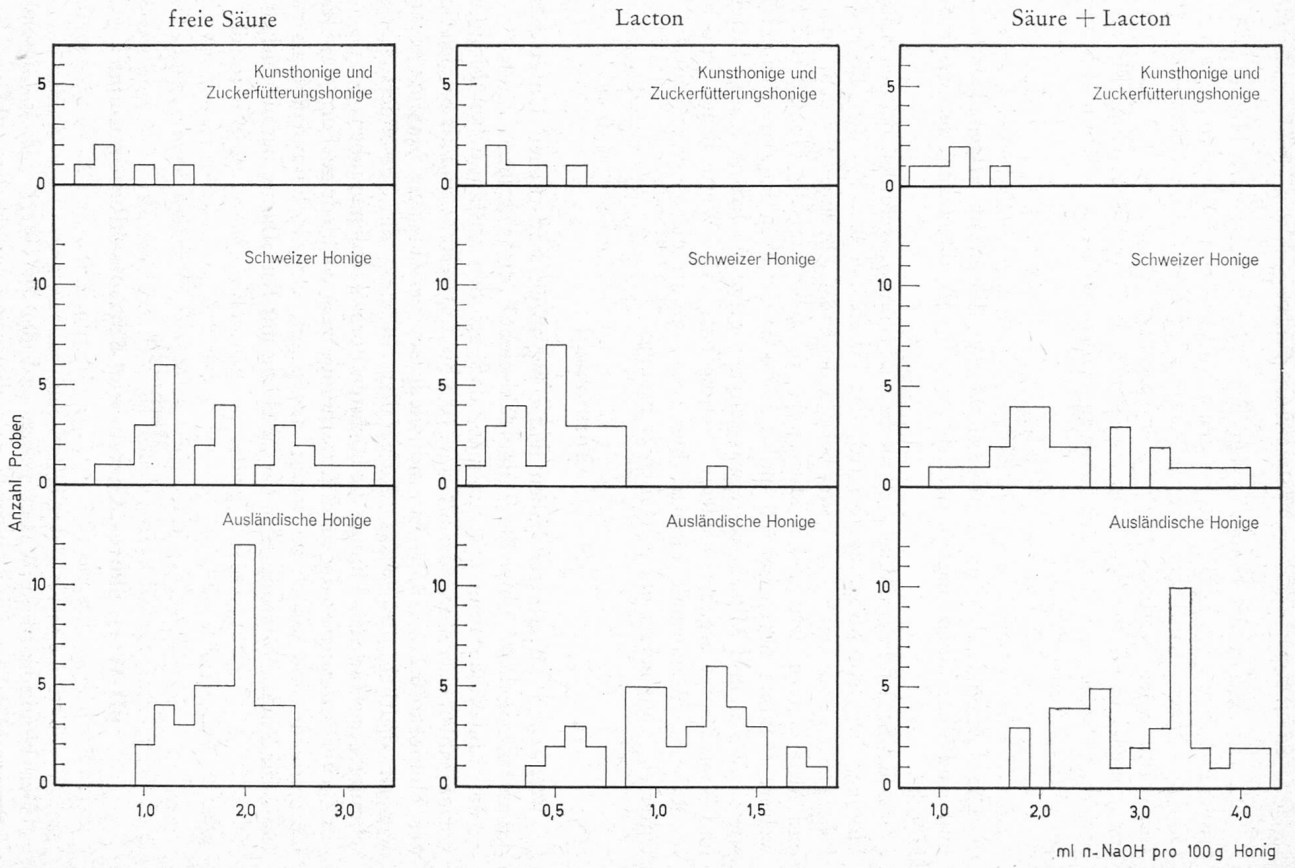 freie Säure
Lacton
Säure + Lacton
Kunsthonige und
Zuckerfütterungshonige
Kunsthonige und
Zuckerfütterungshonige
Kunsthonige und
Zuckerfütterungshonige
5
0
5
0
5
0
Schweizer Honige
Schweizer Honige
Schweizer Honige
10
5
0
10
5
0
10
5
0
Anzahl Proben
Ausländische Honige
Ausländische Honige
Ausländische Honige
10
5
0
10
5
0
10
5
0
1,0 2,0 3,0
0,5 1,0 1,5
1,0 2,0 3,0 4,0
ml n-NaOH pro 100g Honig